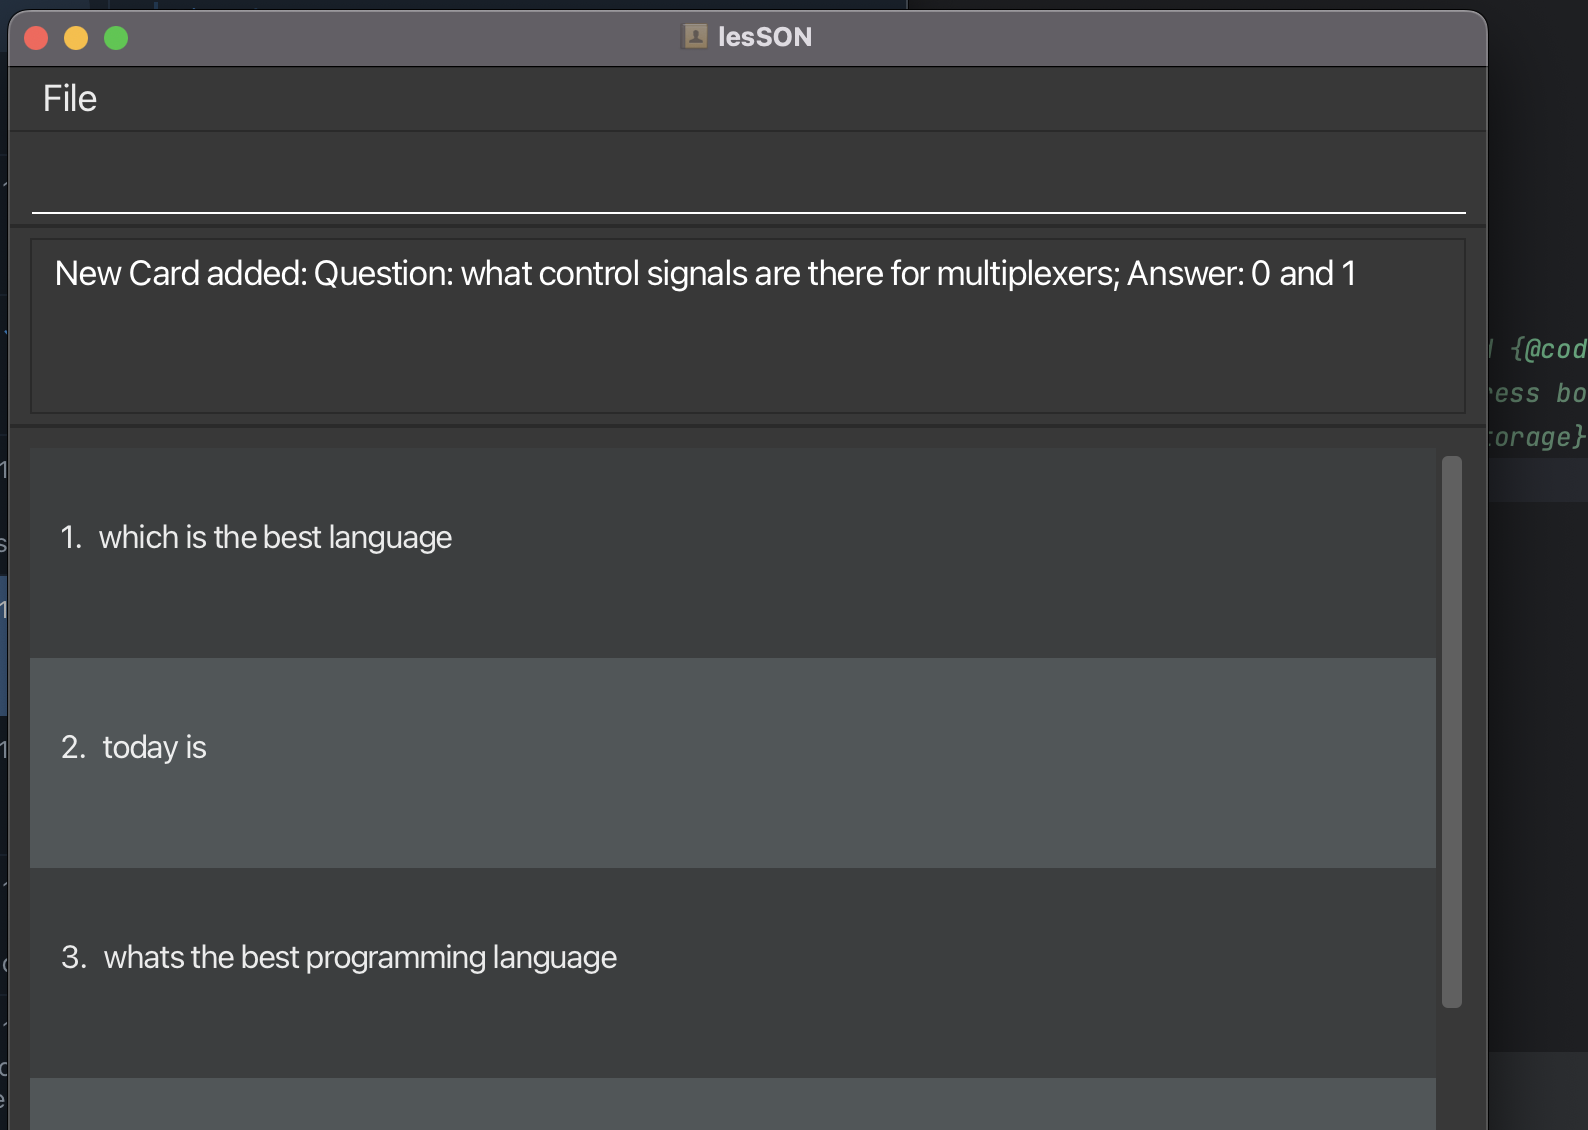 lesSON
File
New Card added: Question: what control signals are there for multiplexers; Answer: 0 and 1
{@cod
ess bo
orage}
1. which is the best language
2. today is
3. whats the best programming language